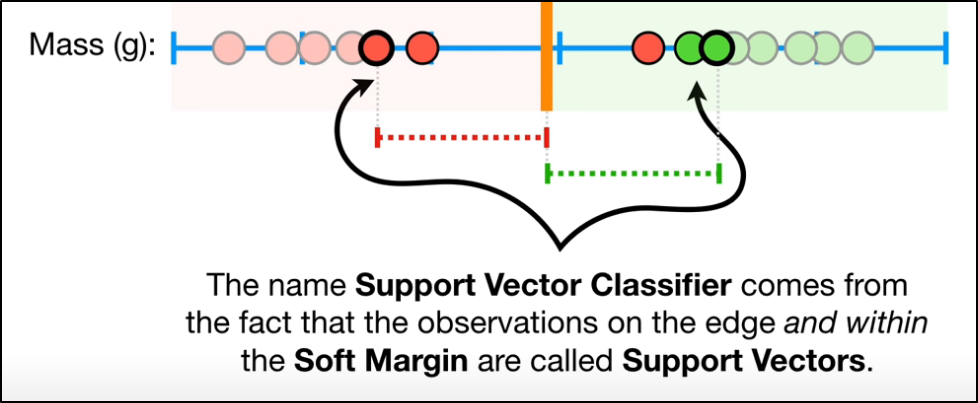 Mass (g):
The name Support Vector Classifier comes from
the fact that the observations on the edge and within
the Soft Margin are called Support Vectors.